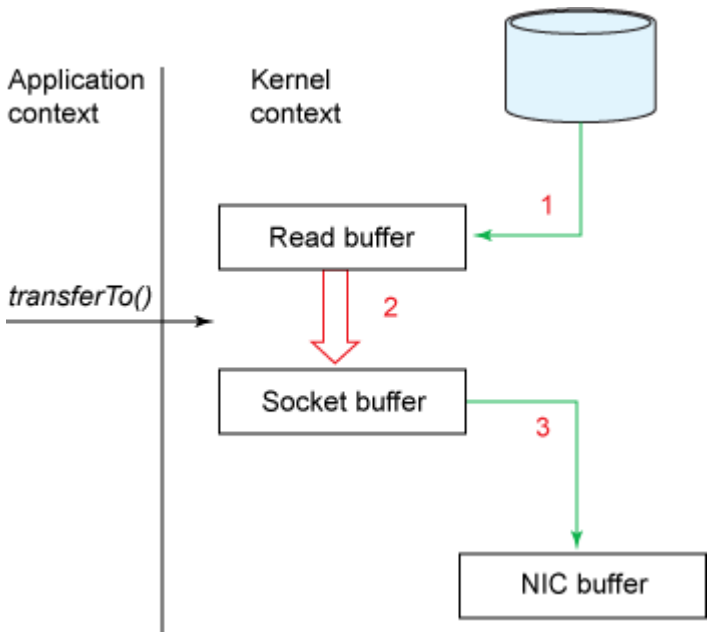 Application
context
Kernel
context
1
Read buffer
transferTo()
2
Socket buffer
3
NIC buffer